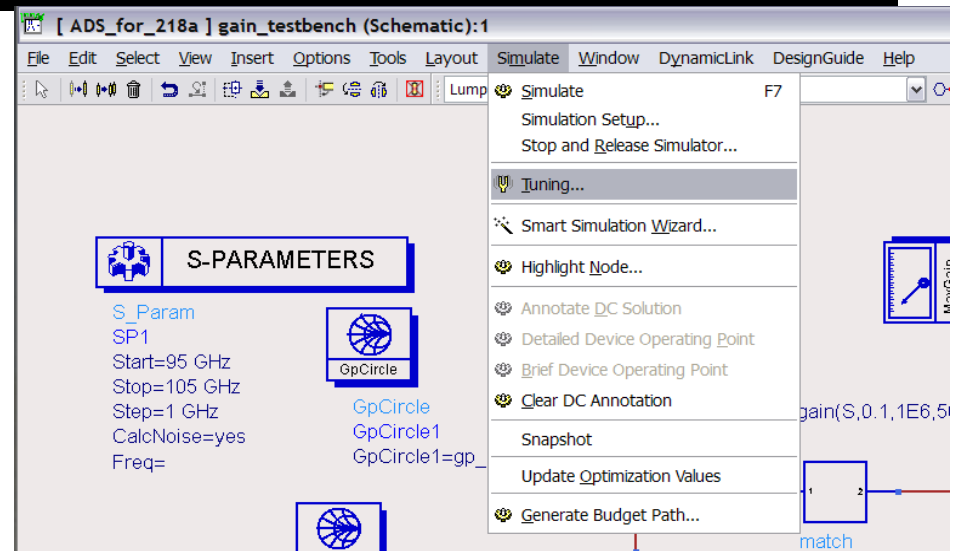 [ ADS_for_218a ] gain_testbench (Schematic):1
File Edit Select View Insert Options Tools Layout Simulate Window DynamicLink DesignGuide Help
Lump
Simulate F7
Simulation Setup...
Stop and Release Simulator...
Tuning...
Smart Simulation Wizard...
Highlight Node...
Annotate DC Solution
Detailed Device Operating Point
Brief Device Operating Point
Clear DC Annotation
Snapshot
Update Optimization Values
Generate Budget Path...
S-PARAMETERS
S_Param
SP1
Start=95 GHz
Stop=105 GHz
Step=1 GHz
CalcNoise=yes
Freq=
GpCircle
GpCircle
GpCircle1
GpCircle1=gp_
MaxGain
gain(S,0.1,1E6,50
1 2
match